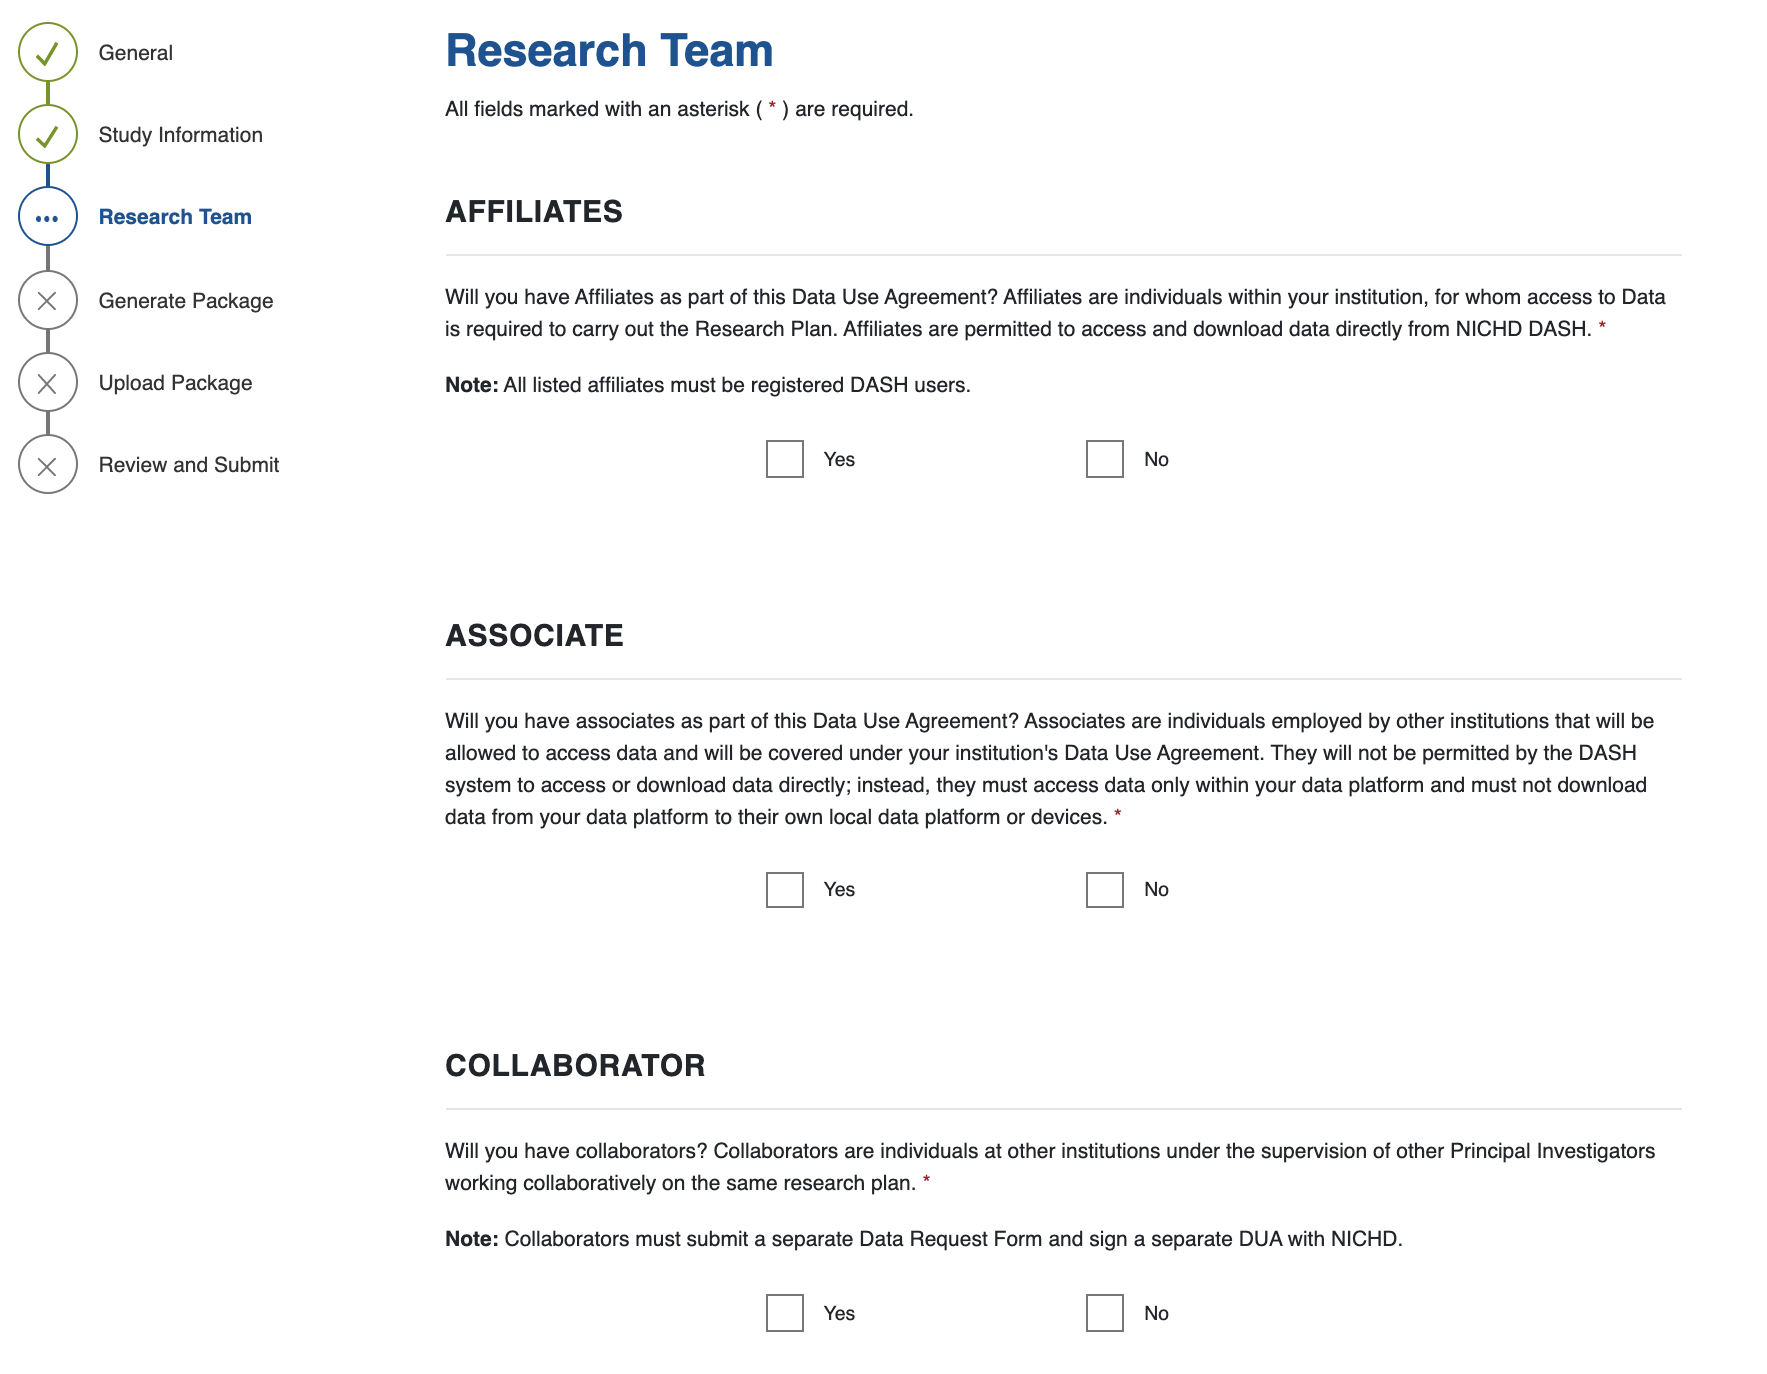 General
Study Information
Research Team
Generate Package
Upload Package
Review and Submit
Research Team
All fields marked with an asterisk ( * ) are required.
AFFILIATES
Will you have Affiliates as part of this Data Use Agreement? Affiliates are individuals within your institution, for whom access to Data
is required to carry out the Research Plan. Affiliates are permitted to access and download data directly from NICHD DASH. *
Note: All listed affiliates must be registered DASH users.
Yes No
ASSOCIATE
Will you have associates as part of this Data Use Agreement? Associates are individuals employed by other institutions that will be
allowed to access data and will be covered under your institution's Data Use Agreement. They will not be permitted by the DASH
system to access or download data directly; instead, they must access data only within your data platform and must not download
data from your data platform to their own local data platform or devices. *
Yes No
COLLABORATOR
Will you have collaborators? Collaborators are individuals at other institutions under the supervision of other Principal Investigators
working collaboratively on the same research plan. *
Note: Collaborators must submit a separate Data Request Form and sign a separate DUA with NICHD.
Yes No